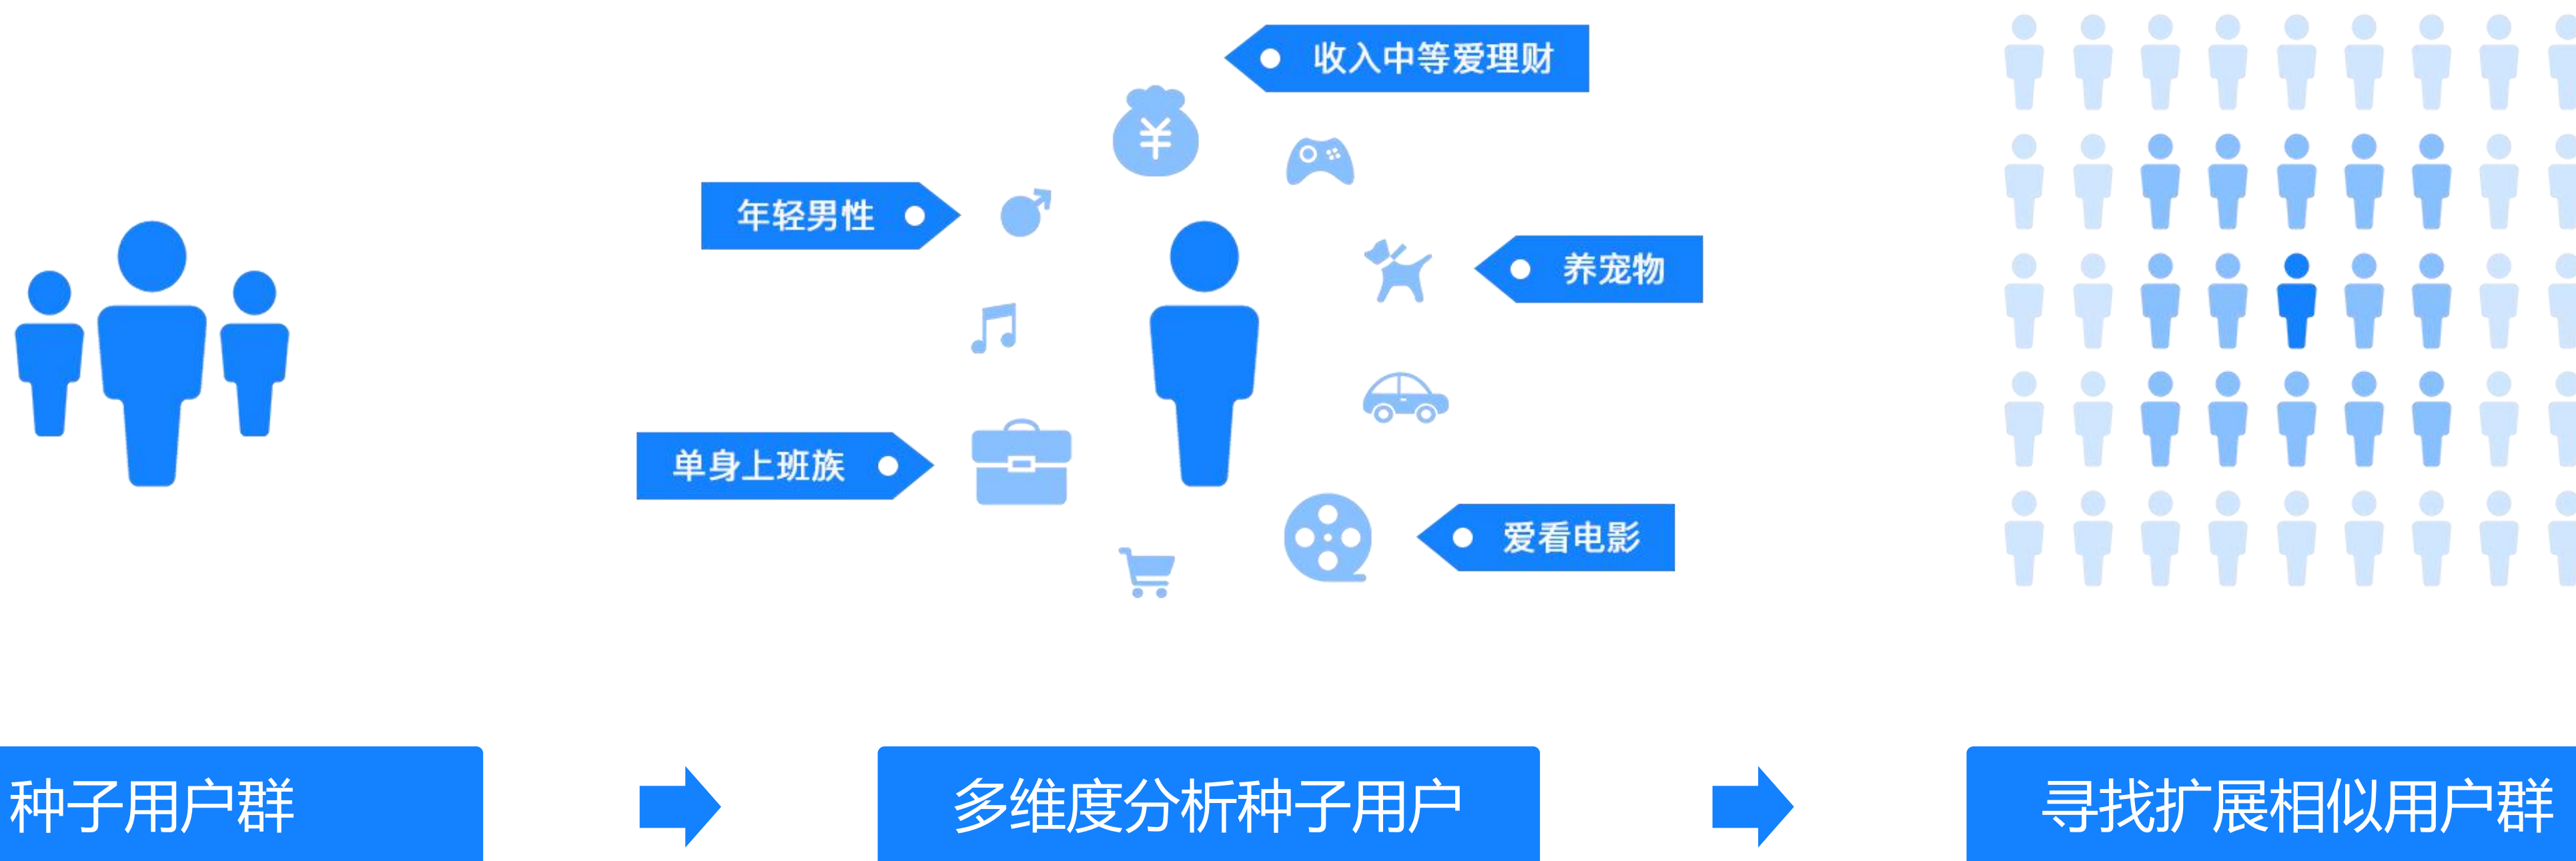 收入中等爱理财
年轻男性
养宠物
单身上班族
爱看电影
种子用户群
多维度分析种子用户
寻找扩展相似用户群